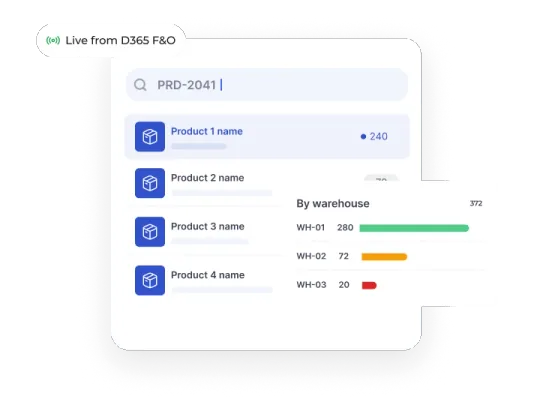 Live from D365 F&O
PRD-2041
Product 1 name
240
Product 2 name
Product 3 name
Product 4 name
By warehouse
372
WH-01 280
WH-02 72
WH-03 20